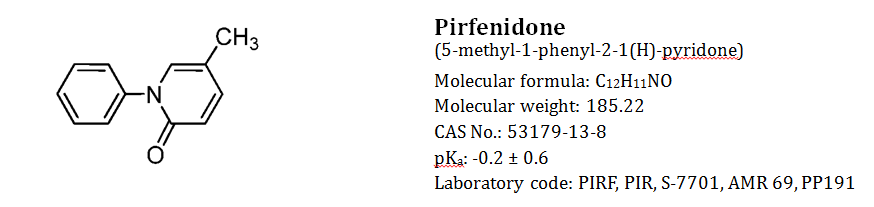 CH₃
N
O
Pirfenidone
(5-methyl-1-phenyl-2-1(H)-pyridone)
Molecular formula: C₁₂H₁₁NO
Molecular weight: 185.22
CAS No.: 53179-13-8
pKₐ: -0.2 ± 0.6
Laboratory code: PIRF, PIR, S-7701, AMR 69, PP191